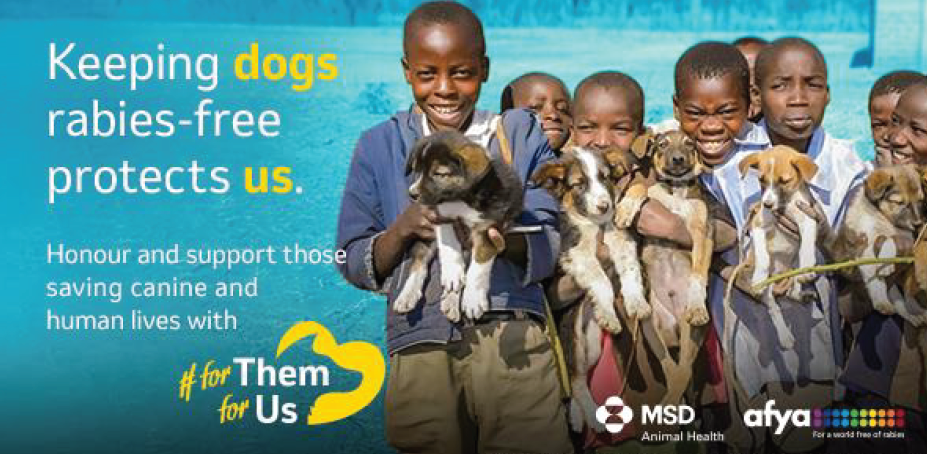 Keeping dogs
rabies-free
protects us.
Honour and support those
saving canine and
human lives with
# for Them
for Us
MSD
Animal Health
afya
For a world free of rabies